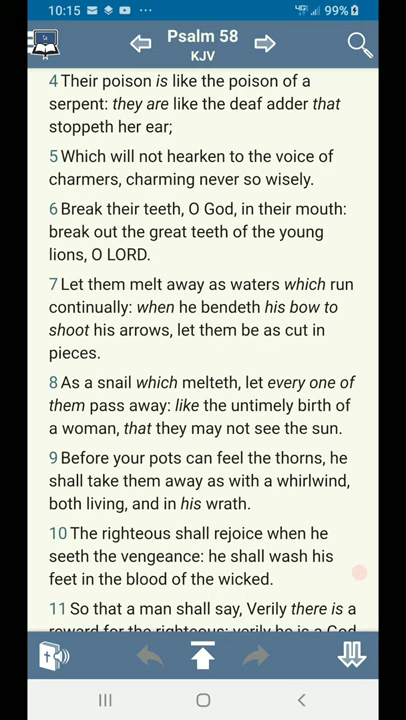 10:15 99%
Psalm 58
KJV
4 Their poison is like the poison of a
serpent: they are like the deaf adder that
stoppeth her ear;
5 Which will not hearken to the voice of
charmers, charming never so wisely.
6 Break their teeth, O God, in their mouth:
break out the great teeth of the young
lions, O LORD.
7 Let them melt away as waters which run
continually: when he bendeth his bow to
shoot his arrows, let them be as cut in
pieces.
8 As a snail which melteth, let every one of
them pass away: like the untimely birth of
a woman, that they may not see the sun.
9 Before your pots can feel the thorns, he
shall take them away as with a whirlwind,
both living, and in his wrath.
10 The righteous shall rejoice when he
seeth the vengeance: he shall wash his
feet in the blood of the wicked.
11 So that a man shall say, Verily there is a
reward for the righteous: verily he is a God